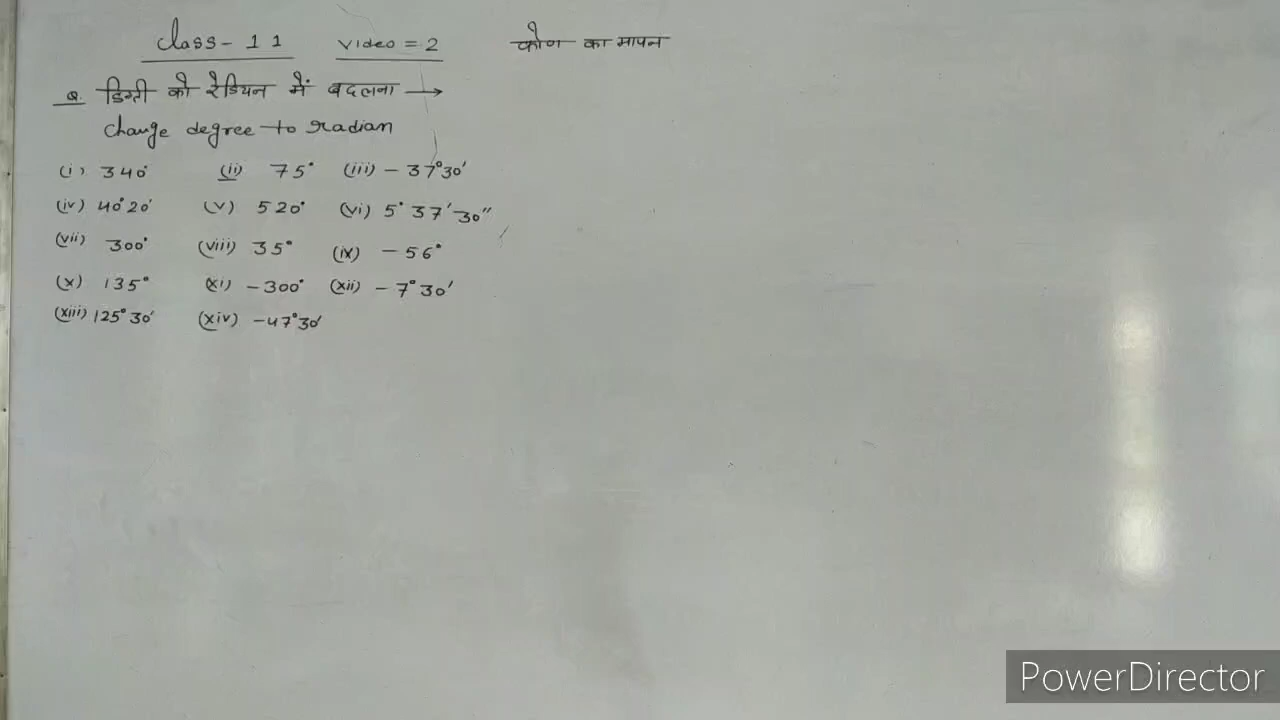 Class - 11 Video = 2 कोण का मापन
Q. डिग्री को रेडियन में बदलना →
Change degree to radian
(i) 340° (ii) 75° (iii) - 37°30'
(iv) 40°20' (v) 520° (vi) 5° 37' 30"
(vii) 300° (viii) 35° (ix) - 56°
(x) 135° (xi) -300° (xii) - 7°30'
(xiii) 125°30' (xiv) -47°30'
PowerDirector